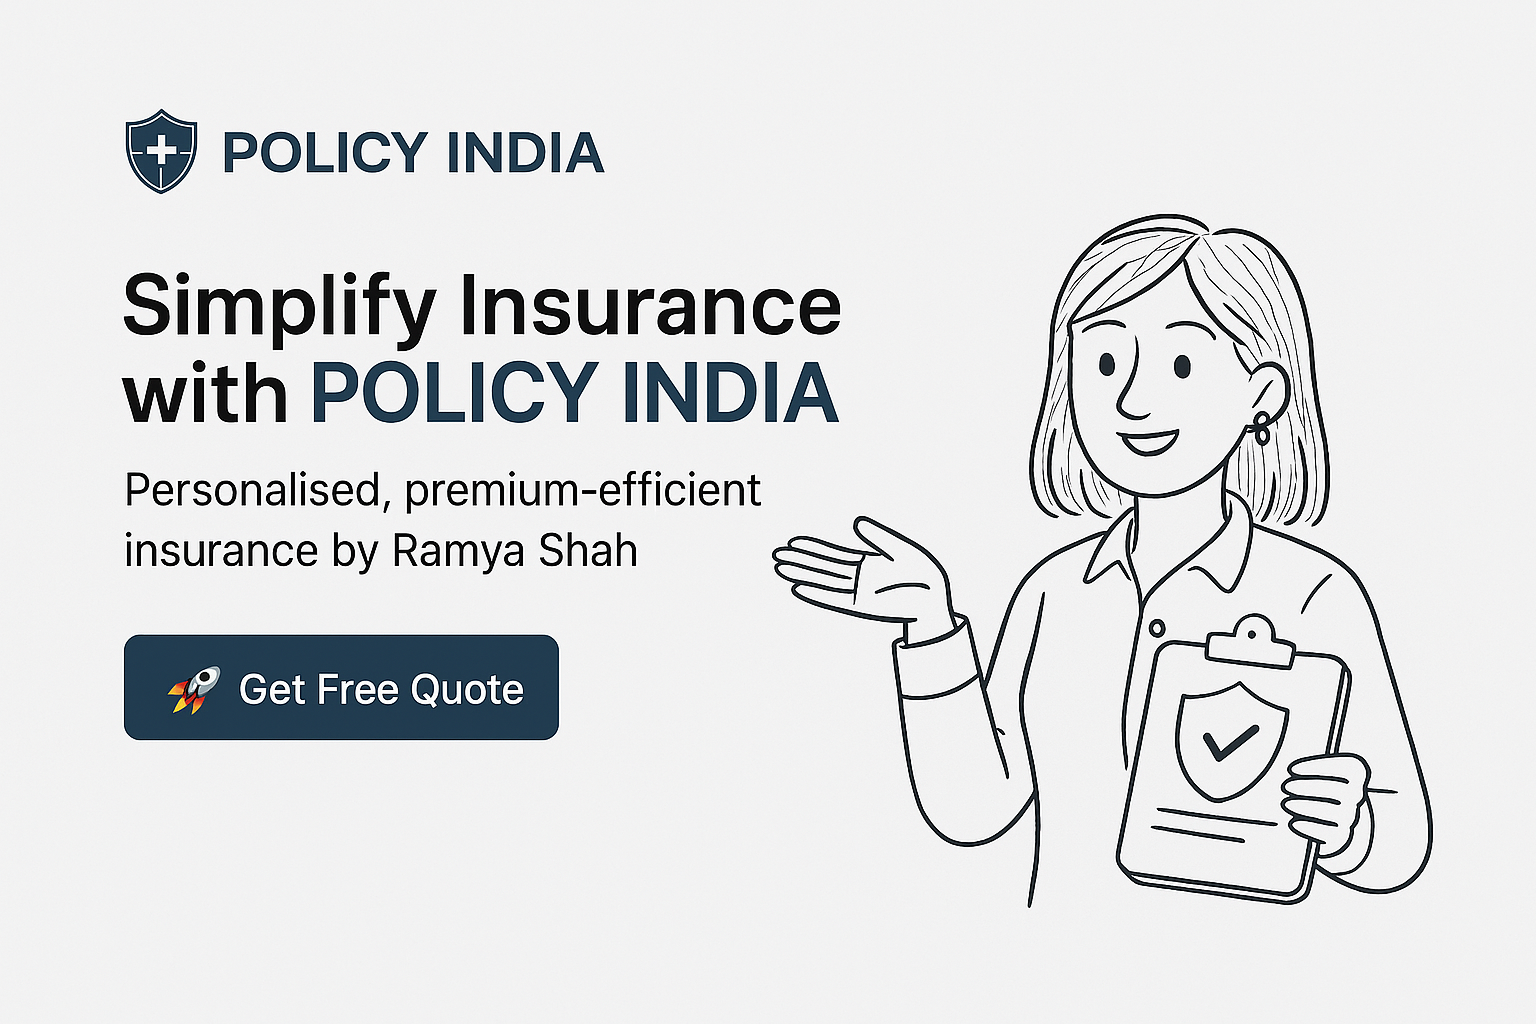 POLICY INDIA
Simplify Insurance
with POLICY INDIA
Personalised, premium-efficient
insurance by Ramya Shah
🚀 Get Free Quote